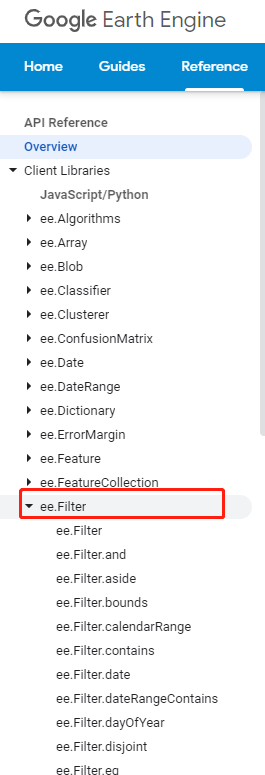 Google Earth Engine
Home Guides Reference
API Reference
Overview
Client Libraries
JavaScript/Python
ee.Algorithms
ee.Array
ee.Blob
ee.Classifier
ee.Clusterer
ee.ConfusionMatrix
ee.Date
ee.DateRange
ee.Dictionary
ee.ErrorMargin
ee.Feature
ee.FeatureCollection
ee.Filter
ee.Filter
ee.Filter.and
ee.Filter.aside
ee.Filter.bounds
ee.Filter.calendarRange
ee.Filter.contains
ee.Filter.date
ee.Filter.dateRangeContains
ee.Filter.dayOfYear
ee.Filter.disjoint
ee.Filter.eq